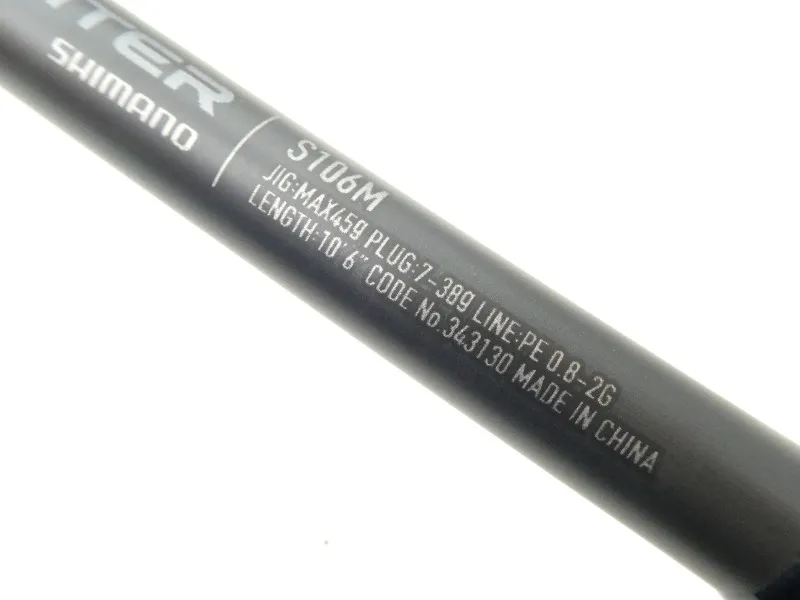 SHIMANO
S106M
JIG:MAX45g PLUG:7-38g LINE:PE 0.8-2G
LENGTH:10'6" CODE No.343130 MADE IN CHINA